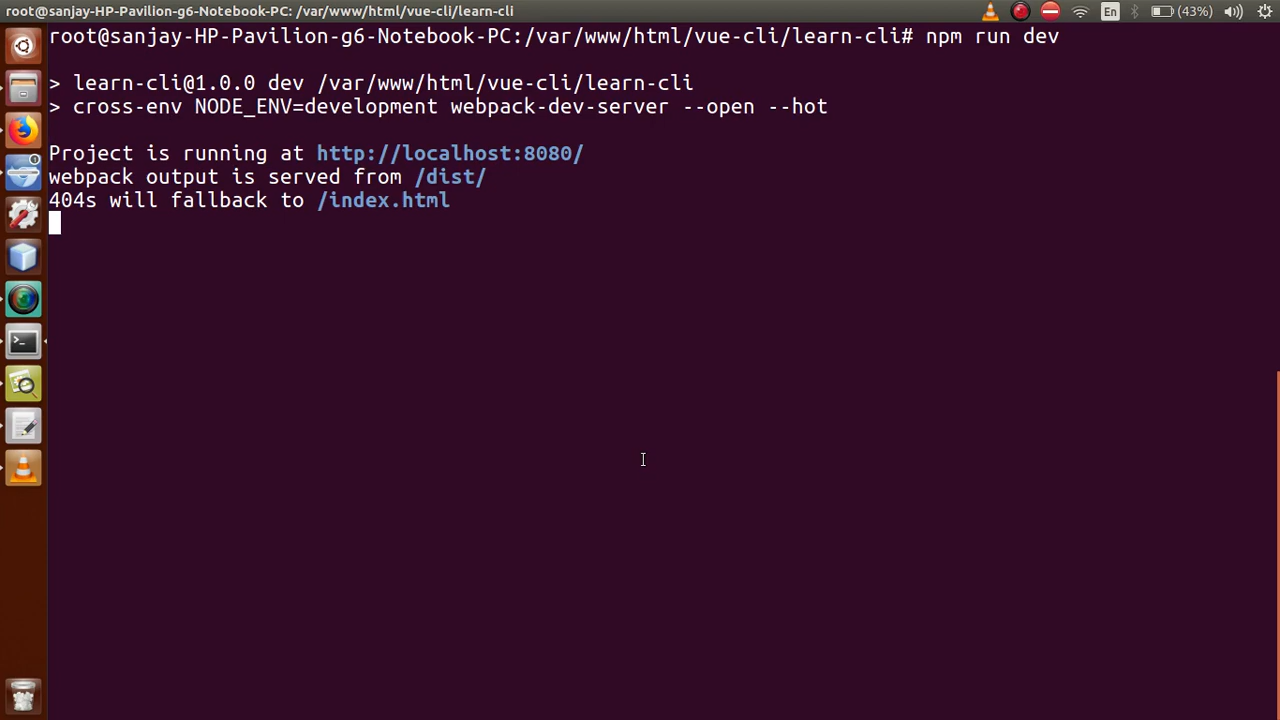 root@sanjay-HP-Pavilion-g6-Notebook-PC: /var/www/html/vue-cli/learn-cli
En
(43%)
root@sanjay-HP-Pavilion-g6-Notebook-PC:/var/www/html/vue-cli/learn-cli# npm run dev
> learn-cli@1.0.0 dev /var/www/html/vue-cli/learn-cli
> cross-env NODE_ENV=development webpack-dev-server --open --hot
Project is running at http://localhost:8080/
webpack output is served from /dist/
404s will fallback to /index.html